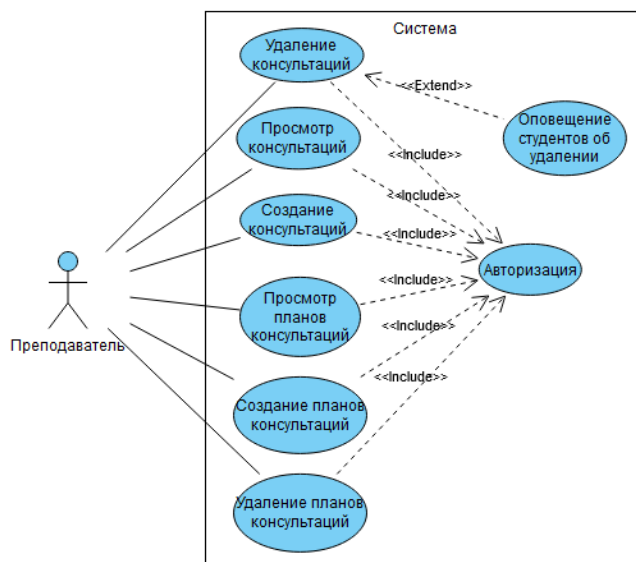 Система
Удаление
консультаций
<<Extend>>
Оповещение
студентов об
удалении
Просмотр
консультаций
<<Include>>
<<Include>>
Создание
консультаций
<<Include>>
Авторизация
<<Include>>
Просмотр
планов
консультаций
<<Include>>
Преподаватель
<<Include>>
Создание планов
консультаций
Удаление планов
консультаций